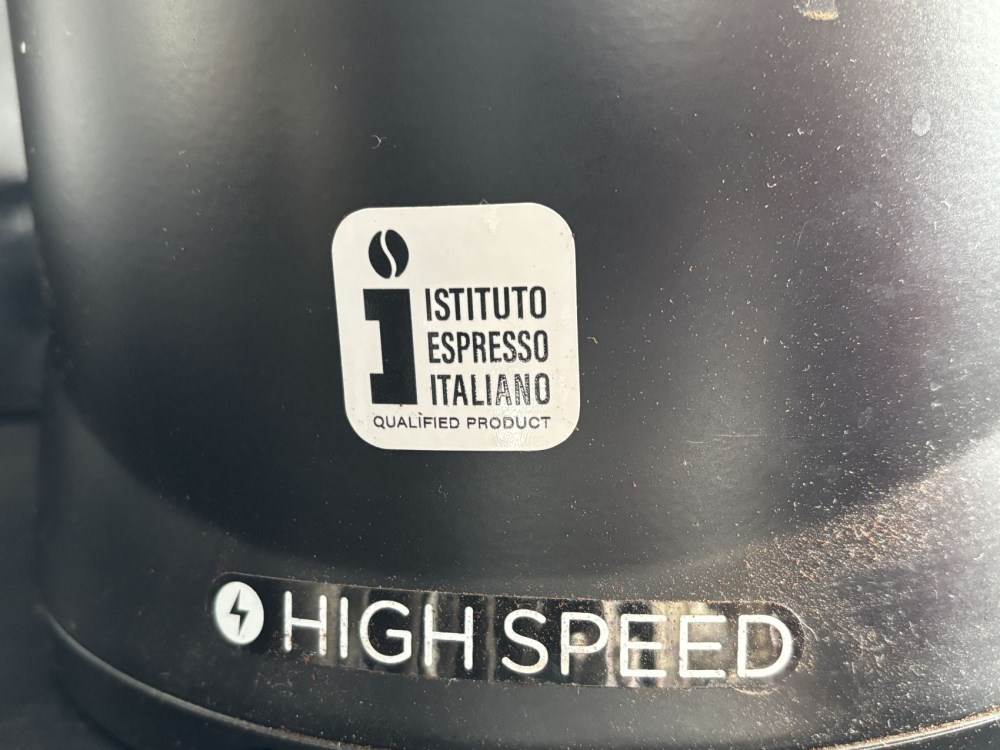 ISTITUTO
ESPRESSO
ITALIANO
QUALIFIED PRODUCT
HIGH SPEED